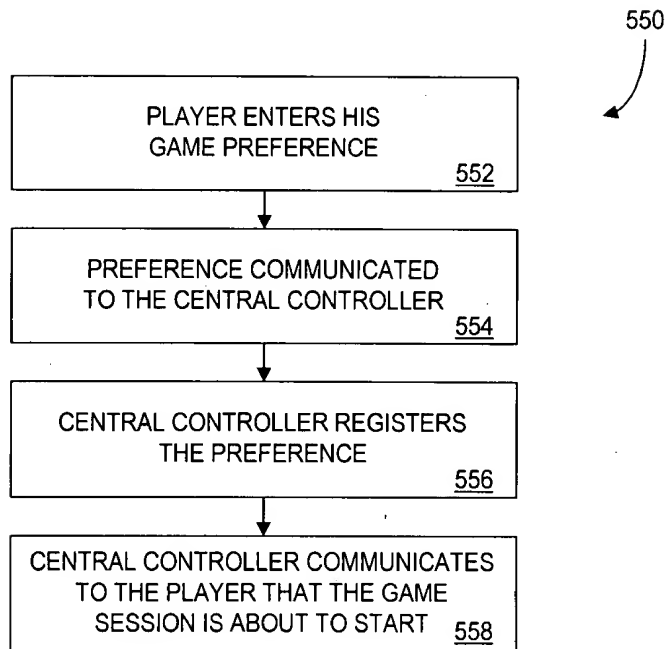 550
PLAYER ENTERS HIS
GAME PREFERENCE
552
PREFERENCE COMMUNICATED
TO THE CENTRAL CONTROLLER
554
CENTRAL CONTROLLER REGISTERS
THE PREFERENCE
556
CENTRAL CONTROLLER COMMUNICATES
TO THE PLAYER THAT THE GAME
SESSION IS ABOUT TO START 558